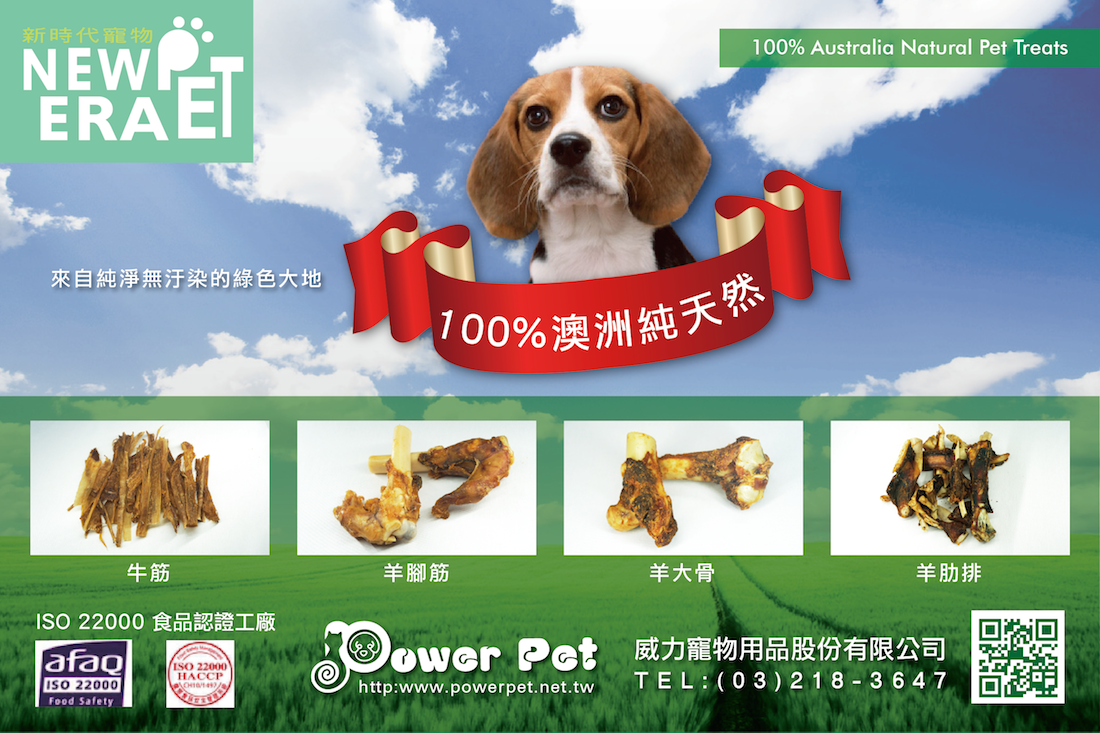 新時代寵物
NEW PET
ERA
100% Australia Natural Pet Treats
來自純淨無汙染的綠色大地
100%澳洲純天然
牛筋
羊腳筋
羊大骨
羊肋排
ISO 22000 食品認證工廠
afaq
ISO 22000
Food Safety
ISO 22000
HACCP
Power Pet
http:www.powerpet.net.tw
威力寵物用品股份有限公司
TEL:(03)218-3647